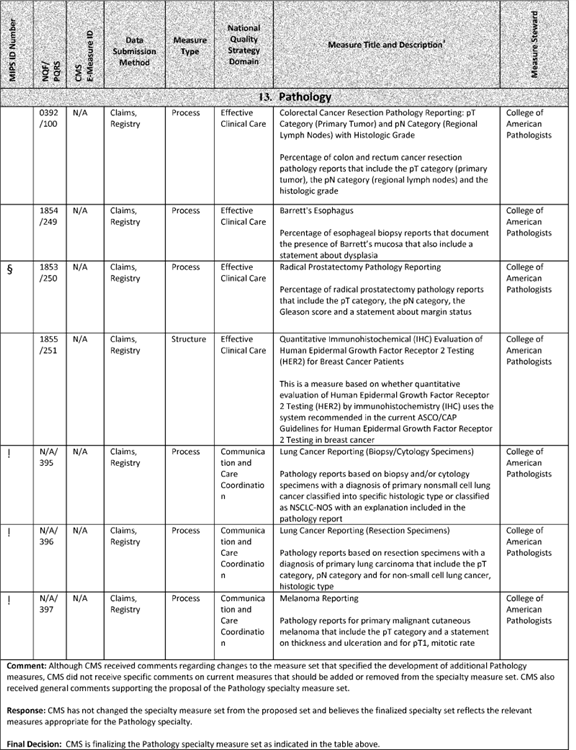 MIPS ID Number
NQF/
PQRS
CMS
E-Measure ID
Data
Submission
Method
Measure
Type
National
Quality
Strategy
Domain
Measure Title and Description
Measure Steward
13. Pathology
0392
/100
N/A
Claims,
Registry
Process
Effective
Clinical Care
Colorectal Cancer Resection Pathology Reporting: pT
Category (Primary Tumor) and pN Category (Regional
Lymph Nodes) with Histologic Grade
Percentage of colon and rectum cancer resection
pathology reports that include the pT category (primary
tumor), the pN category (regional lymph nodes) and the
histologic grade
College of
American
Pathologists
1854
/249
N/A
Claims,
Registry
Process
Effective
Clinical Care
Barrett's Esophagus
Percentage of esophageal biopsy reports that document
the presence of Barrett's mucosa that also include a
statement about dysplasia
College of
American
Pathologists
§
1853
/250
N/A
Claims,
Registry
Process
Effective
Clinical Care
Radical Prostatectomy Pathology Reporting
Percentage of radical prostatectomy pathology reports
that include the pT category, the pN category, the
Gleason score and a statement about margin status
College of
American
Pathologists
1855
/251
N/A
Claims,
Registry
Structure
Effective
Clinical Care
Quantitative Immunohistochemical (IHC) Evaluation of
Human Epidermal Growth Factor Receptor 2 Testing
(HER2) for Breast Cancer Patients
This is a measure based on whether quantitative
evaluation of Human Epidermal Growth Factor Receptor
2 Testing (HER2) by immunohistochemistry (IHC) uses the
system recommended in the current ASCO/CAP
Guidelines for Human Epidermal Growth Factor Receptor
2 Testing in breast cancer
College of
American
Pathologists
!
N/A/
395
N/A
Claims,
Registry
Process
Communica
tion and
Care
Coordinatio
n
Lung Cancer Reporting (Biopsy/Cytology Specimens)
Pathology reports based on biopsy and/or cytology
specimens with a diagnosis of primary nonsmall cell lung
cancer classified into specific histologic type or classified
as NSCLC-NOS with an explanation included in the
pathology report
College of
American
Pathologists
!
N/A/
396
N/A
Claims,
Registry
Process
Communica
tion and
Care
Coordinatio
n
Lung Cancer Reporting (Resection Specimens)
Pathology reports based on resection specimens with a
diagnosis of primary lung carcinoma that include the pT
category, pN category and for non-small cell lung cancer,
histologic type
College of
American
Pathologists
!
N/A/
397
N/A
Claims,
Registry
Process
Communica
tion and
Care
Coordinatio
n
Melanoma Reporting
Pathology reports for primary malignant cutaneous
melanoma that include the pT category and a statement
on thickness and ulceration and for pT1, mitotic rate
College of
American
Pathologists
Comment: Although CMS received comments regarding changes to the measure set that specified the development of additional Pathology
measures, CMS did not receive specific comments on current measures that should be added or removed from the specialty measure set. CMS also
received general comments supporting the proposal of the Pathology specialty measure set.
Response: CMS has not changed the specialty measure set from the proposed set and believes the finalized specialty set reflects the relevant
measures appropriate for the Pathology specialty.
Final Decision: CMS is finalizing the Pathology specialty measure set as indicated in the table above.